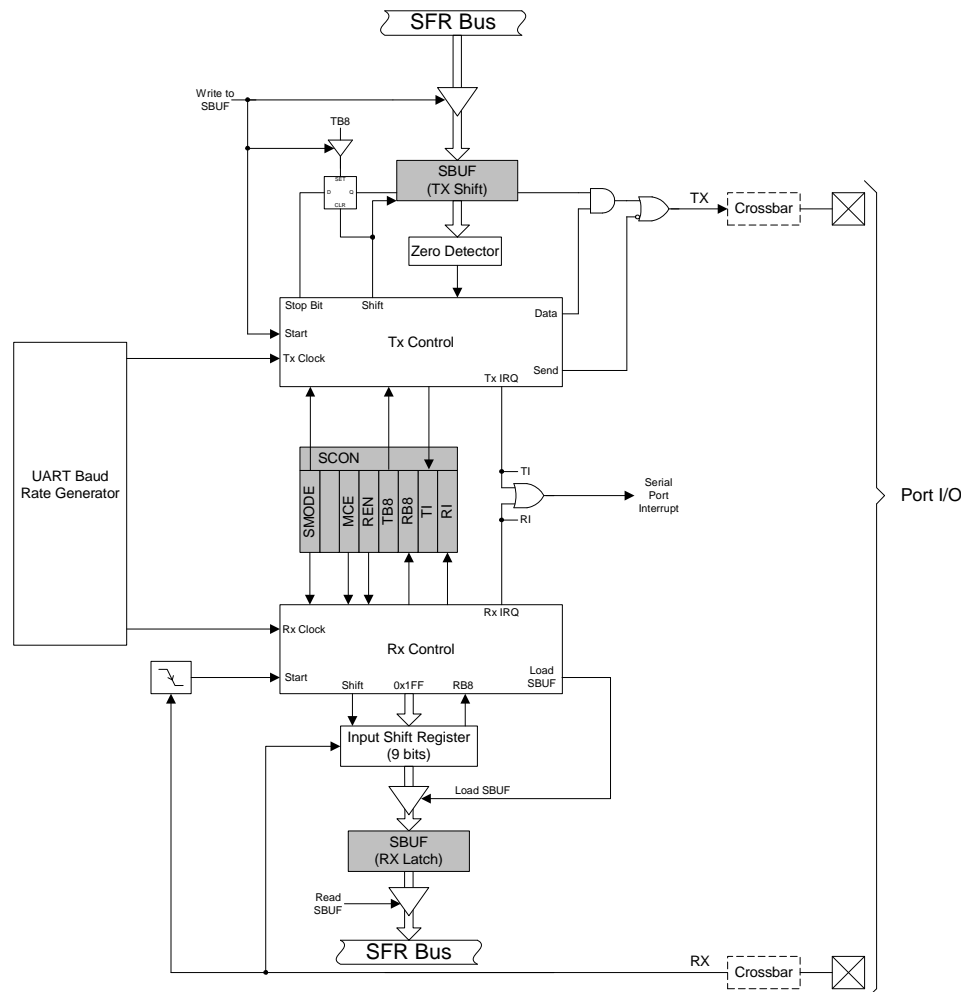 SFR Bus
Write to
SBUF
TB8
SBUF
(TX Shift)
SET
D
Q
CLR
TX
Crossbar
Zero Detector
Stop Bit
Shift
Data
Start
Tx Control
Tx Clock
Send
Tx IRQ
UART Baud
Rate Generator
SCON
SMODE
MCE
REN
TB8
RB8
TI
RI
TI
RI
Serial
Port
Interrupt
Port I/O
Rx IRQ
Rx Clock
Rx Control
Start
Load
SBUF
Shift
0x1FF
RB8
Input Shift Register
(9 bits)
Load SBUF
SBUF
(RX Latch)
Read
SBUF
SFR Bus
RX
Crossbar